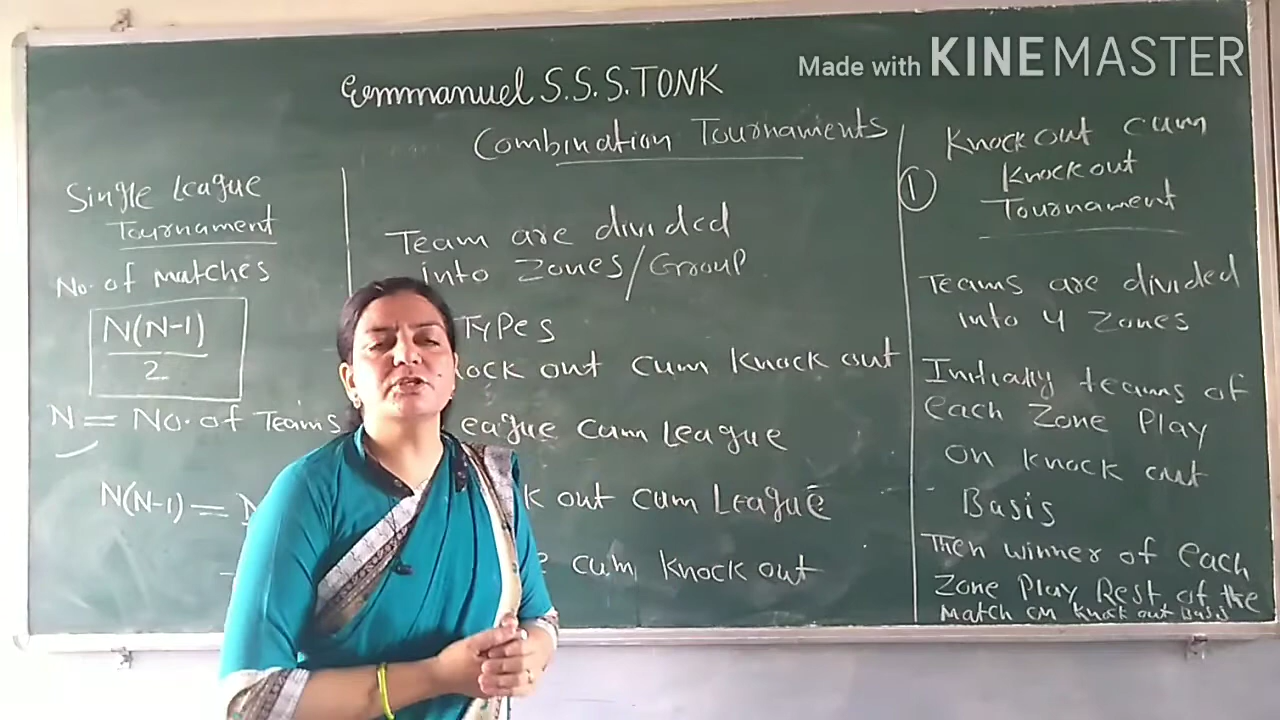 Made with KINEMASTER
Emmanuel S.S.S. TONK
Combination Tournaments
Single League
Tournament
No. of matches
N(N-1)
2
N = No. of Teams
N(N-1) =
Team are divided
into Zones/Group
Types
ock out cum knock out
eague cum League
k out cum League
cum knock out
1
Knock out cum
knock out
Tournament
Teams are divided
into 4 Zones
Initially teams of
each Zone Play
on knock out
Basis
Then winner of each
Zone Play Rest of the
match on knock out Basis